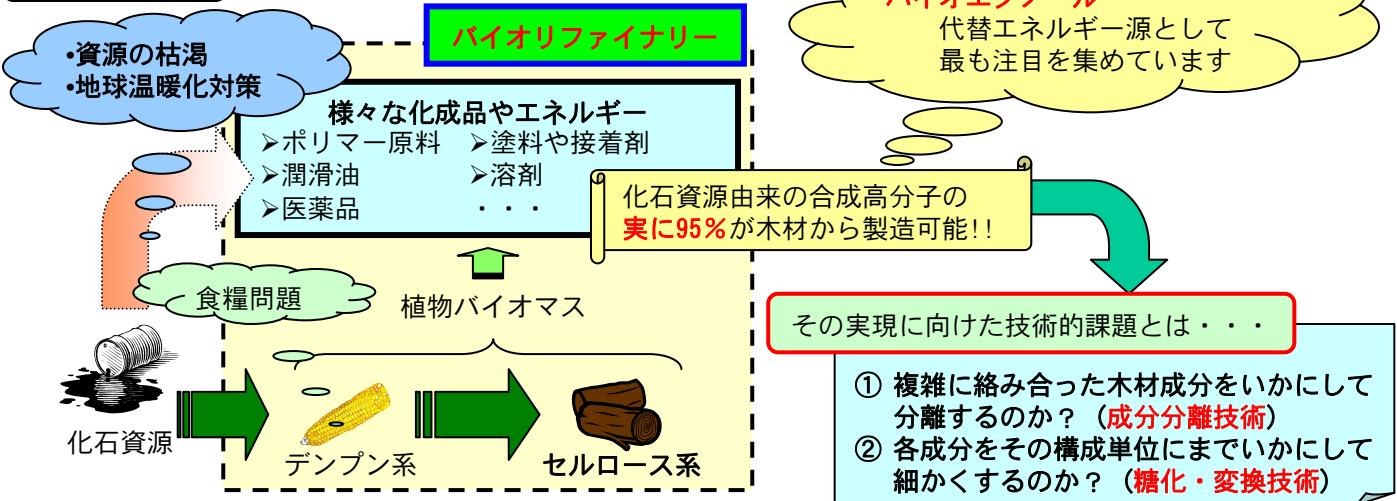 バイオエタノール
代替エネルギー源として
最も注目を集めています
バイオリファイナリー
•資源の枯渇
•地球温暖化対策
様々な化成品やエネルギー
➢ポリマー原料 ➢塗料や接着剤
➢潤滑油 ➢溶剤
➢医薬品 ・・・
化石資源由来の合成高分子の
実に95%が木材から製造可能!!
食糧問題
植物バイオマス
化石資源
デンプン系
セルロース系
その実現に向けた技術的課題とは・・・
① 複雑に絡み合った木材成分をいかにして
分離するのか？（成分分離技術）
② 各成分をその構成単位にまでいかにして
細かくするのか？（糖化・変換技術）